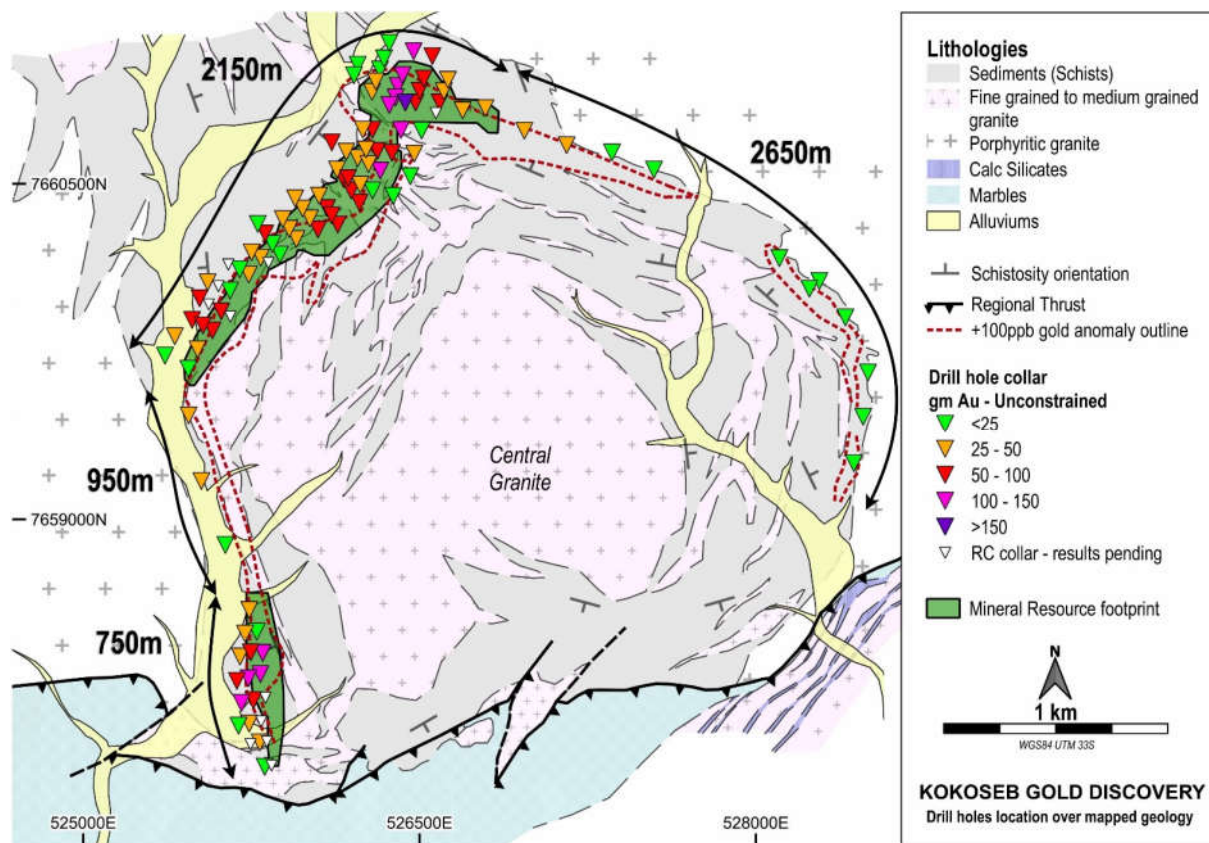 2150m
2650m
7660500N
950m
Central
Granite
7659000N
750m
525000E
526500E
528000E
Lithologies
Sediments (Schists)
Fine grained to medium grained
granite
Porphyritic granite
Calc Silicates
Marbles
Alluviums
Schistosity orientation
Regional Thrust
+100ppb gold anomaly outline
Drill hole collar
gm Au - Unconstrained
<25
25 - 50
50 - 100
100 - 150
>150
RC collar - results pending
Mineral Resource footprint
N
1 km
WGS84 UTM 33S
KOKOSEB GOLD DISCOVERY
Drill holes location over mapped geology